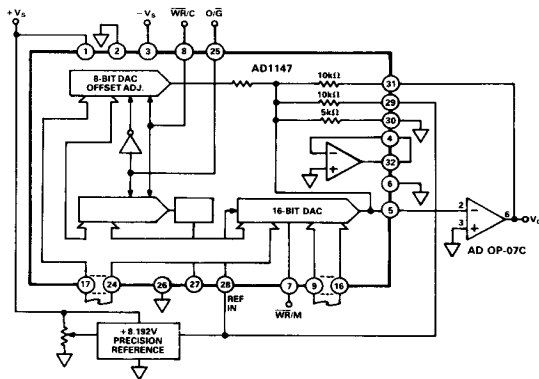 +VS
−VS
WR/C
O/G
1
2
3
8
25
AD1147
8-BIT DAC
OFFSET ADJ.
10kΩ
31
10kΩ
29
5kΩ
30
4
32
6
16-BIT DAC
5
2
−
6
VO
3
+
AD OP-07C
17
24
26
27
28
7
9
16
REF
IN
WR/M
+8.192V
PRECISION
REFERENCE